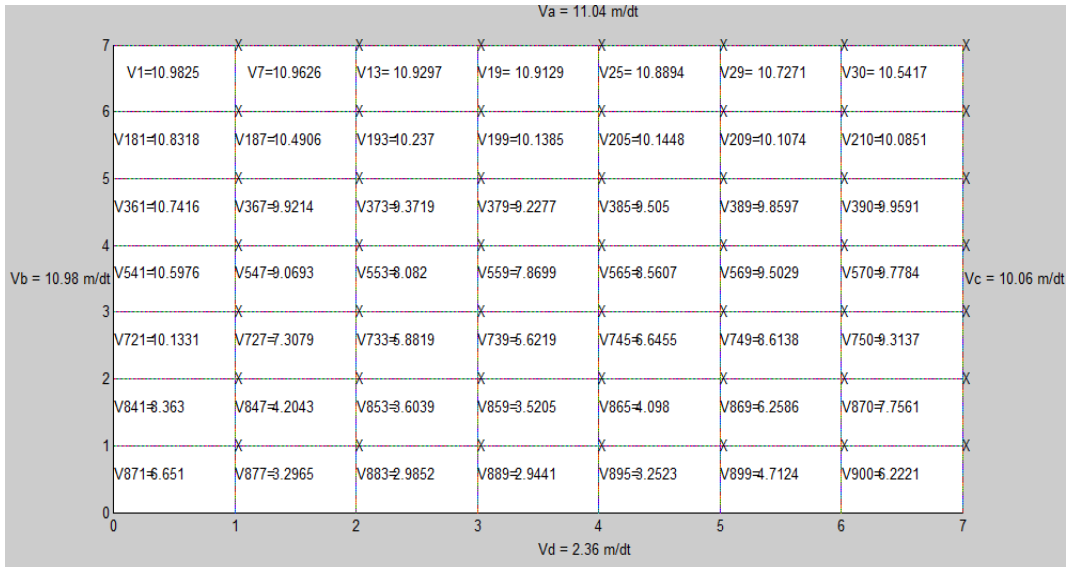 Va = 11.04 m/dt
7 X X X X X X X
V1=10.9825 V7=10.9626 V13= 10.9297 V19= 10.9129 V25= 10.8894 V29= 10.7271 V30= 10.5417
6 X X X X X X X
V181=10.8318 V187=10.4906 V193=10.237 V199=10.1385 V205=10.1448 V209=10.1074 V210=10.0851
5 X X X X X X X
V361=10.7416 V367=9.9214 V373=9.3719 V379=9.2277 V385=9.505 V389=9.8597 V390=9.9591
4 X X X X X X X
Vb = 10.98 m/dt V541=10.5976 V547=9.0693 V553=8.082 V559=7.8699 V565=8.5607 V569=9.5029 V570=9.7784 Vc = 10.06 m/dt
3 X X X X X X X
V721=10.1331 V727=7.3079 V733=5.8819 V739=5.6219 V745=6.6455 V749=8.6138 V750=9.3137
2 X X X X X X X
V841=8.363 V847=4.2043 V853=3.6039 V859=3.5205 V865=4.098 V869=6.2586 V870=7.7561
1 X X X X X X X
V871=6.651 V877=3.2965 V883=2.9852 V889=2.9441 V895=3.2523 V899=4.7124 V900=6.2221
0
0 1 2 3 4 5 6 7
Vd = 2.36 m/dt